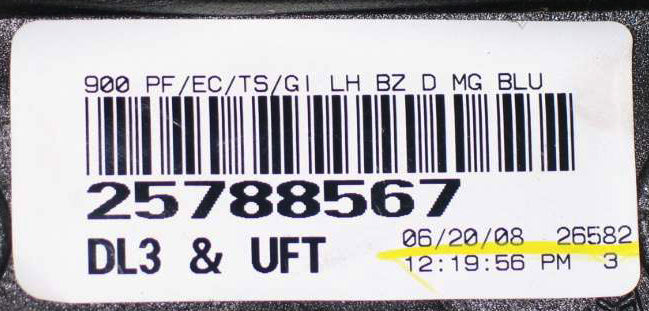 900 PF/EC/TS/GI LH BZ D MG BLU
25788567
DL3 & UFT
06/20/08 26582
12:19:56 PM 3